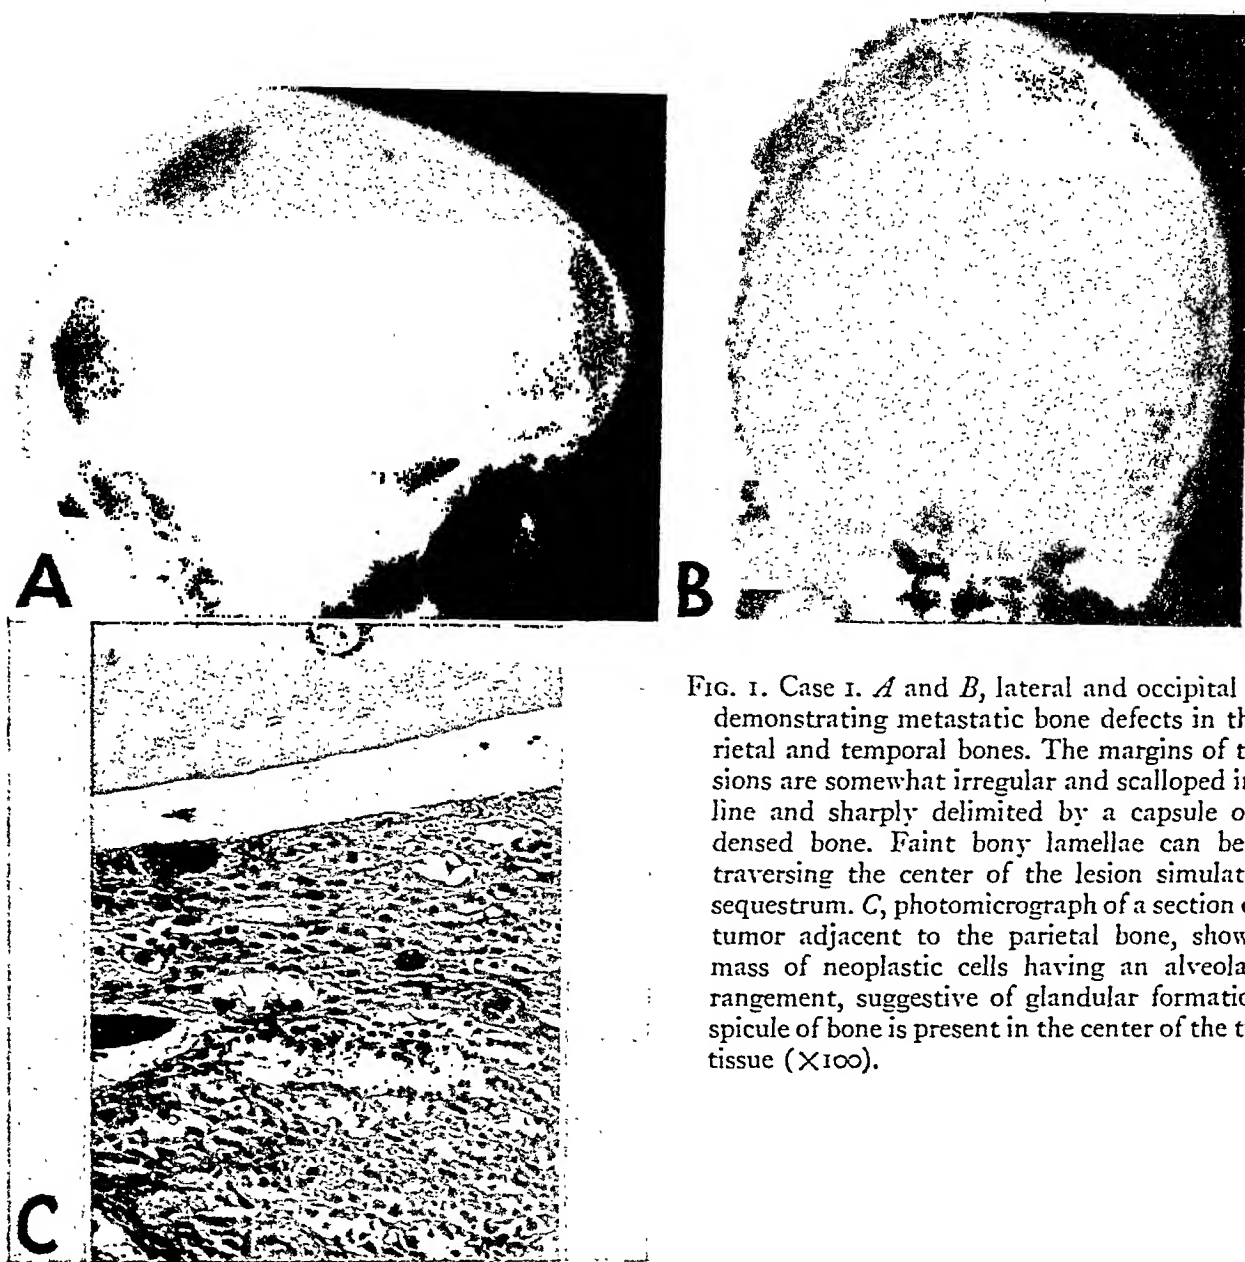 A
B
C
FIG. 1. Case 1. A and B, lateral and occipital
demonstrating metastatic bone defects in th
rietal and temporal bones. The margins of t
sions are somewhat irregular and scalloped in
line and sharply delimited by a capsule o
densed bone. Faint bony lamellae can be
traversing the center of the lesion simulat
sequestrum. C, photomicrograph of a section o
tumor adjacent to the parietal bone, show
mass of neoplastic cells having an alveola
rangement, suggestive of glandular formatio
spicule of bone is present in the center of the t
tissue (×100).